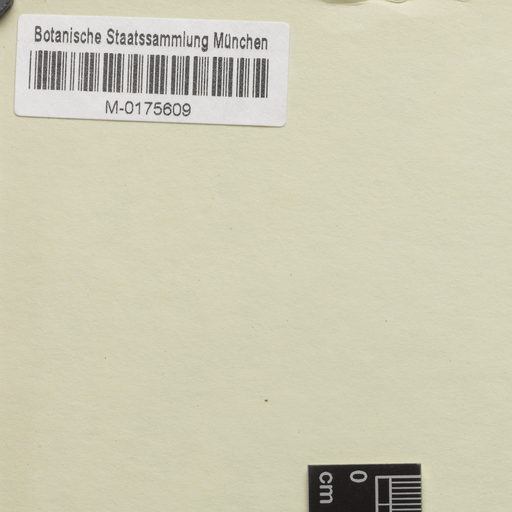 Botanische Staatssammlung München
M-0175609
0
cm